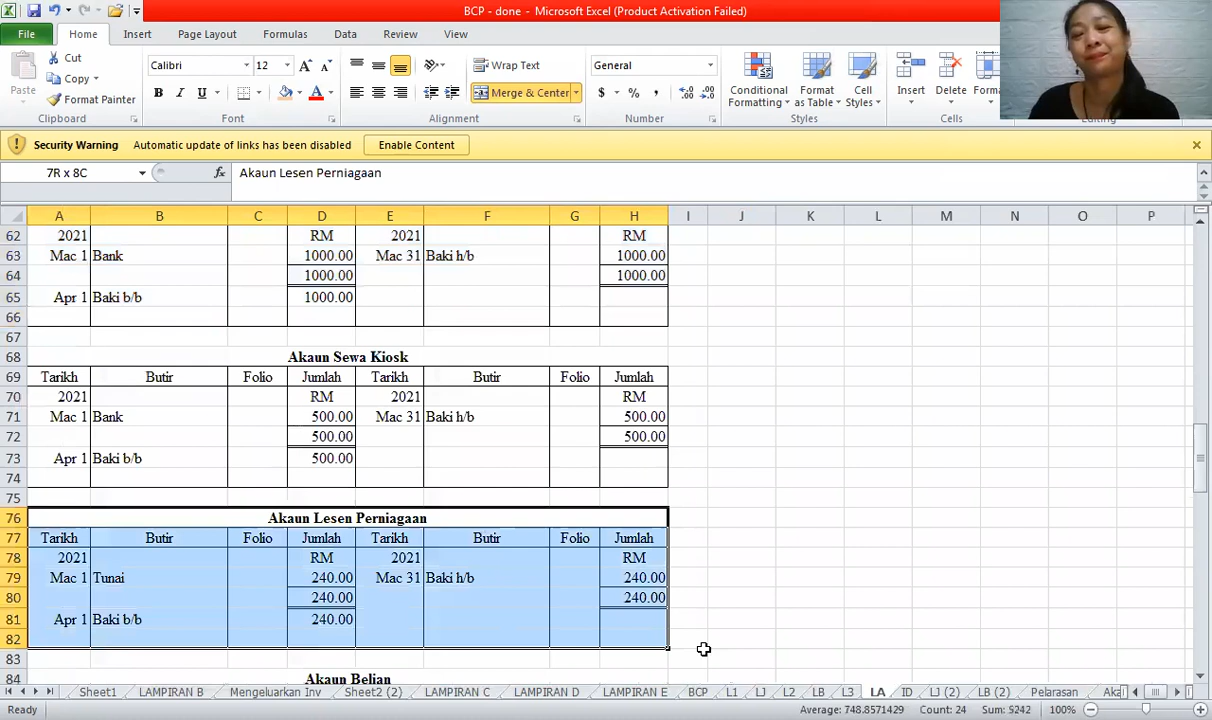 BCP - done - Microsoft Excel (Product Activation Failed)
File Home Insert Page Layout Formulas Data Review View
Cut
Copy
Format Painter
Paste
Clipboard
Calibri 12
B I U
Font
Wrap Text
Merge & Center
Alignment
General
$ % ,
Number
Conditional Formatting
Format as Table
Cell Styles
Styles
Insert Delete Forma
Cells
Editing
Security Warning Automatic update of links has been disabled Enable Content
7R x 8C fx Akaun Lesen Perniagaan
A B C D E F G H I J K L M N O P
62 2021 RM 2021 RM
63 Mac 1 Bank 1000.00 Mac 31 Baki h/b 1000.00
64 1000.00 1000.00
65 Apr 1 Baki b/b 1000.00
66
67
68 Akaun Sewa Kiosk
69 Tarikh Butir Folio Jumlah Tarikh Butir Folio Jumlah
70 2021 RM 2021 RM
71 Mac 1 Bank 500.00 Mac 31 Baki h/b 500.00
72 500.00 500.00
73 Apr 1 Baki b/b 500.00
74
75
76 Akaun Lesen Perniagaan
77 Tarikh Butir Folio Jumlah Tarikh Butir Folio Jumlah
78 2021 RM 2021 RM
79 Mac 1 Tunai 240.00 Mac 31 Baki h/b 240.00
80 240.00 240.00
81 Apr 1 Baki b/b 240.00
82
83
84 Akaun Belian
Sheet1 LAMPIRAN B Mengeluarkan Inv Sheet2 (2) LAMPIRAN C LAMPIRAN D LAMPIRAN E BCP L1 LJ L2 LB L3 LA ID LJ (2) LB (2) Pelarasan Aka
Ready Average: 748.8571429 Count: 24 Sum: 5242 100%